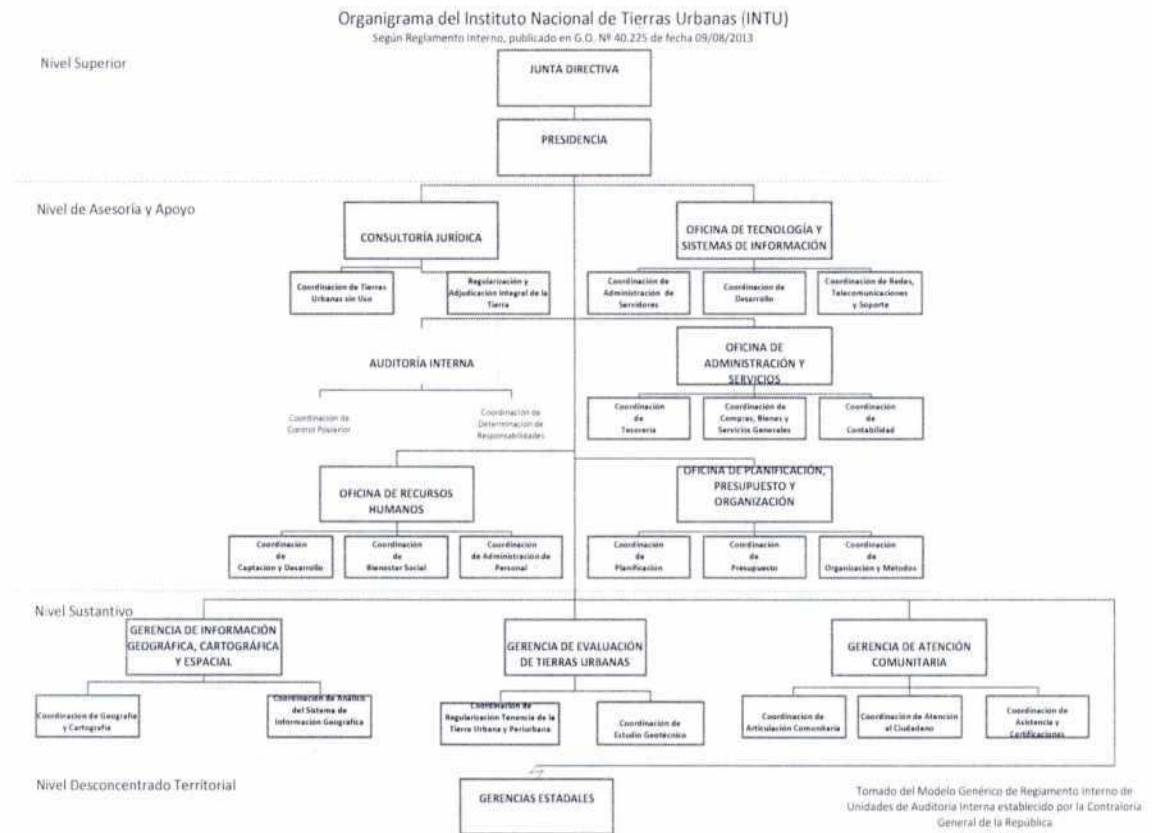 Organigrama del Instituto Nacional de Tierras Urbanas (INTU)
Según Reglamento Interno, publicado en G.O. Nº 40.225 de fecha 09/08/2013
Nivel Superior
JUNTA DIRECTIVA
PRESIDENCIA
Nivel de Asesoría y Apoyo
CONSULTORÍA JURÍDICA
OFICINA DE TECNOLOGÍA Y
SISTEMAS DE INFORMACIÓN
Coordinación de Tierras
Urbanas sin Uso
Regularización y
Adjudicación Integral de la
Tierra
Coordinación de
Administración de
Servidores
Coordinación de
Desarrollo
Coordinación de Redes,
Telecomunicaciones
y Soporte
AUDITORÍA INTERNA
OFICINA DE
ADMINISTRACIÓN Y
SERVICIOS
Coordinación de
Control Posterior
Coordinación de
Determinación de
Responsabilidades
Coordinación
de
Tesorería
Coordinación de
Compras, Bienes y
Servicios Generales
Coordinación
de
Contabilidad
OFICINA DE RECURSOS
HUMANOS
OFICINA DE PLANIFICACIÓN,
PRESUPUESTO Y
ORGANIZACIÓN
Coordinación
de
Captación y Desarrollo
Coordinación
de
Bienestar Social
Coordinación
de Administración de
Personal
Coordinación
de
Planificación
Coordinación
de
Presupuesto
Coordinación
de
Organización y Métodos
Nivel Sustantivo
GERENCIA DE INFORMACIÓN
GEOGRÁFICA, CARTOGRÁFICA
Y ESPACIAL
GERENCIA DE EVALUACIÓN
DE TIERRAS URBANAS
GERENCIA DE ATENCIÓN
COMUNITARIA
Coordinación de Geografía
y Cartografía
Coordinación de Análisis
del Sistema de
Información Geográfica
Coordinación de
Regularización Tenencia de la
Tierra Urbana y Periurbana
Coordinación de
Estudio Geotécnico
Coordinación de
Articulación Comunitaria
Coordinación de Atención
al Ciudadano
Coordinación de
Asistencia y
Certificaciones
Nivel Desconcentrado Territorial
GERENCIAS ESTADALES
Tomado del Modelo Genérico de Reglamento Interno de
Unidades de Auditoría Interna establecido por la Contraloría
General de la República